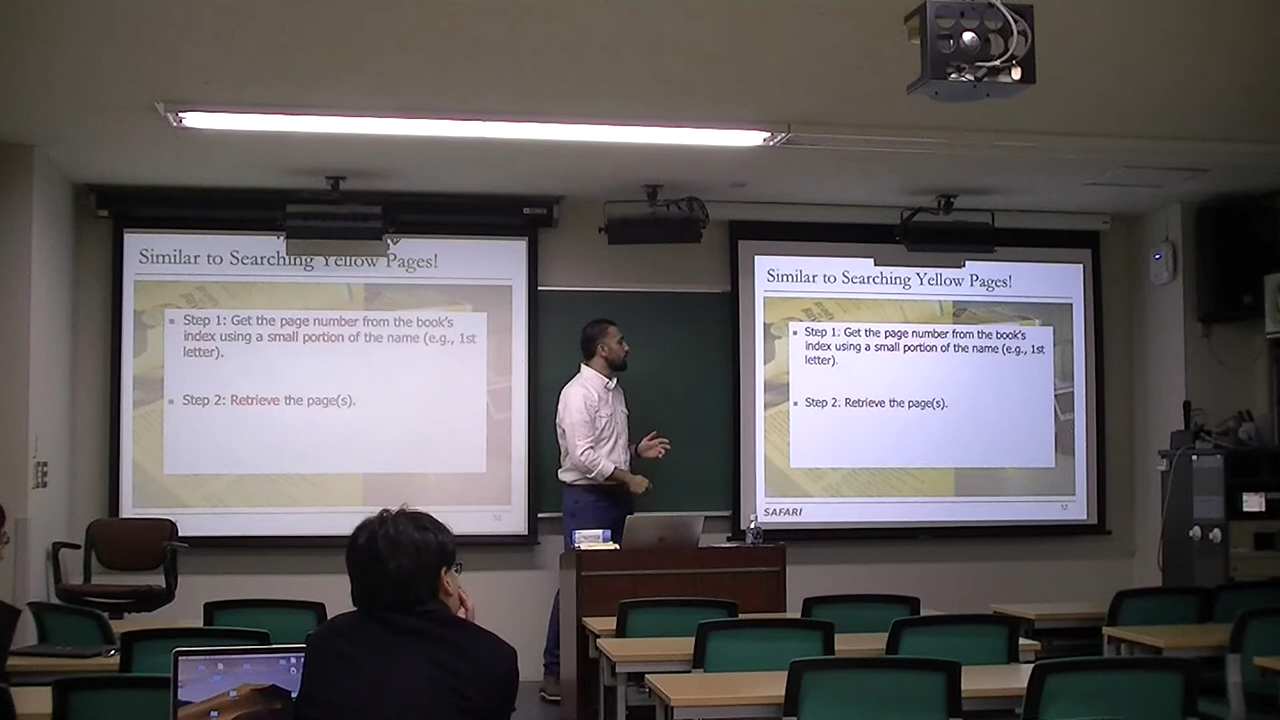 Similar to Searching Yellow Pages!
▪ Step 1: Get the page number from the book's
index using a small portion of the name (e.g., 1st
letter).
▪ Step 2: Retrieve the page(s).
52
Similar to Searching Yellow Pages!
▪ Step 1: Get the page number from the book's
index using a small portion of the name (e.g., 1st
letter).
▪ Step 2: Retrieve the page(s).
SAFARI
52